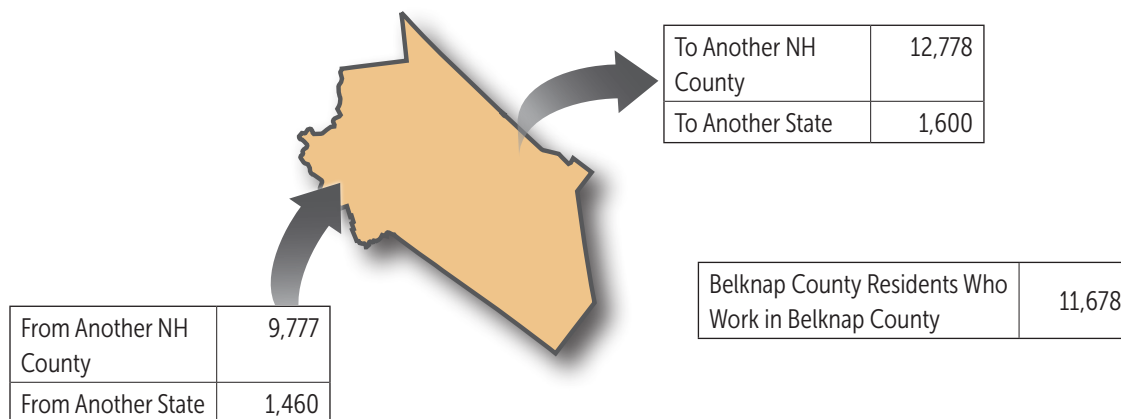 To Another NH 12,778
County
To Another State 1,600
Belknap County Residents Who
Work in Belknap County 11,678
From Another NH 9,777
County
From Another State 1,460